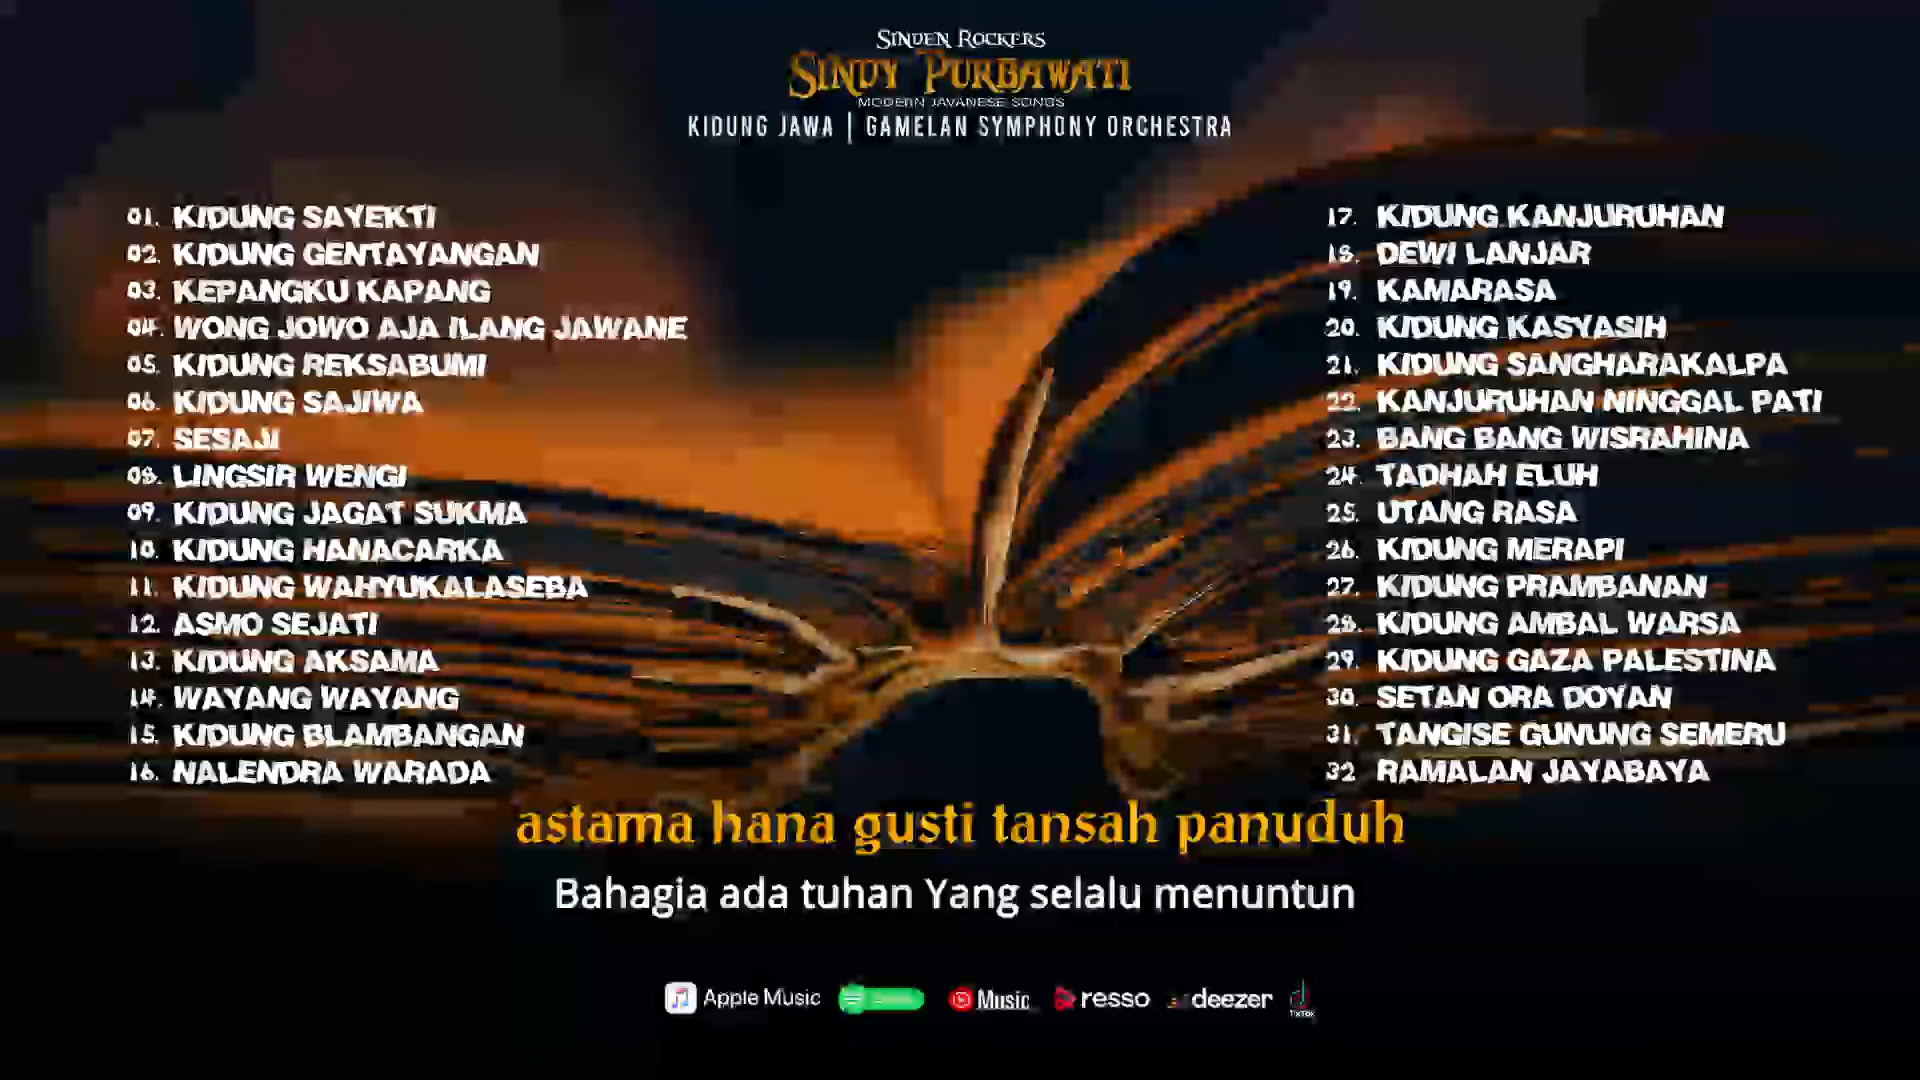 SINDEN ROCKERS
SINDY PURBAWATI
MODERN JAVANESE SONGS
KIDUNG JAWA | GAMELAN SYMPHONY ORCHESTRA
01. KIDUNG SAYEKTI
02. KIDUNG GENTAYANGAN
03. KEPANGKU KAPANG
04. WONG JOWO AJA ILANG JAWANE
05. KIDUNG REKSABUMI
06. KIDUNG SAJIWA
07. SESAJI
08. LINGSIR WENGI
09. KIDUNG JAGAT SUKMA
10. KIDUNG HANACARKA
11. KIDUNG WAHYUKALASEBA
12. ASMO SEJATI
13. KIDUNG AKSAMA
14. WAYANG WAYANG
15. KIDUNG BLAMBANGAN
16. NALENDRA WARADA
17. KIDUNG KANJURUHAN
18. DEWI LANJAR
19. KAMARASA
20. KIDUNG KASYASIH
21. KIDUNG SANGHARAKALPA
22. KANJURUHAN NINGGAL PATI
23. BANG BANG WISRAHINA
24. TADHAH ELUH
25. UTANG RASA
26. KIDUNG MERAPI
27. KIDUNG PRAMBANAN
28. KIDUNG AMBAL WARSA
29. KIDUNG GAZA PALESTINA
30. SETAN ORA DOYAN
31. TANGISE GUNUNG SEMERU
32 RAMALAN JAYABAYA
astama hana gusti tansah panuduh
Bahagia ada tuhan Yang selalu menuntun
Apple Music
Music
resso
deezer
TikTok